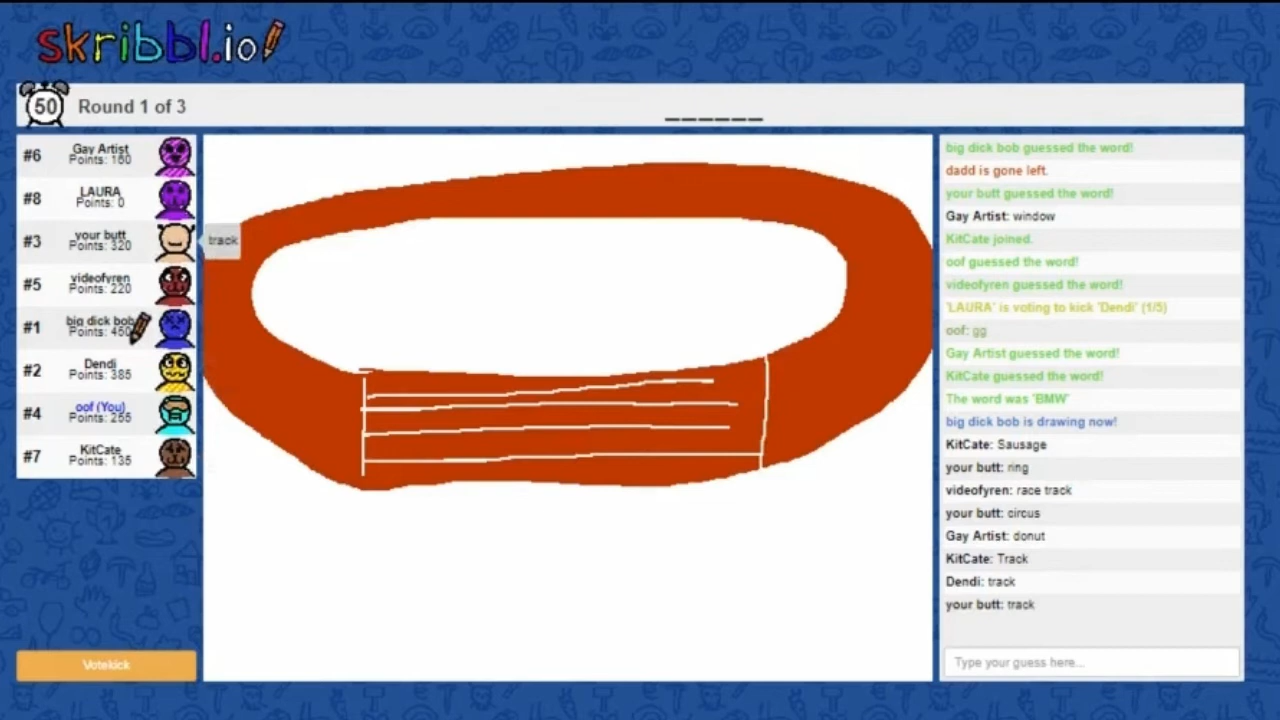 skribbl.io
50 Round 1 of 3 ______
#6 Gay Artist
Points: 160
#8 LAURA
Points: 0
#3 your butt
Points: 320
track
#5 videofyren
Points: 220
#1 big dick bob
Points: 450
#2 Dendi
Points: 385
#4 oof (You)
Points: 255
#7 KitCate
Points: 135
Votekick
big dick bob guessed the word!
dadd is gone left.
your butt guessed the word!
Gay Artist: window
KitCate joined.
oof guessed the word!
videofyren guessed the word!
'LAURA' is voting to kick 'Dendi' (1/5)
oof: gg
Gay Artist guessed the word!
KitCate guessed the word!
The word was 'BMW'
big dick bob is drawing now!
KitCate: Sausage
your butt: ring
videofyren: race track
your butt: circus
Gay Artist: donut
KitCate: Track
Dendi: track
your butt: track
Type your guess here...